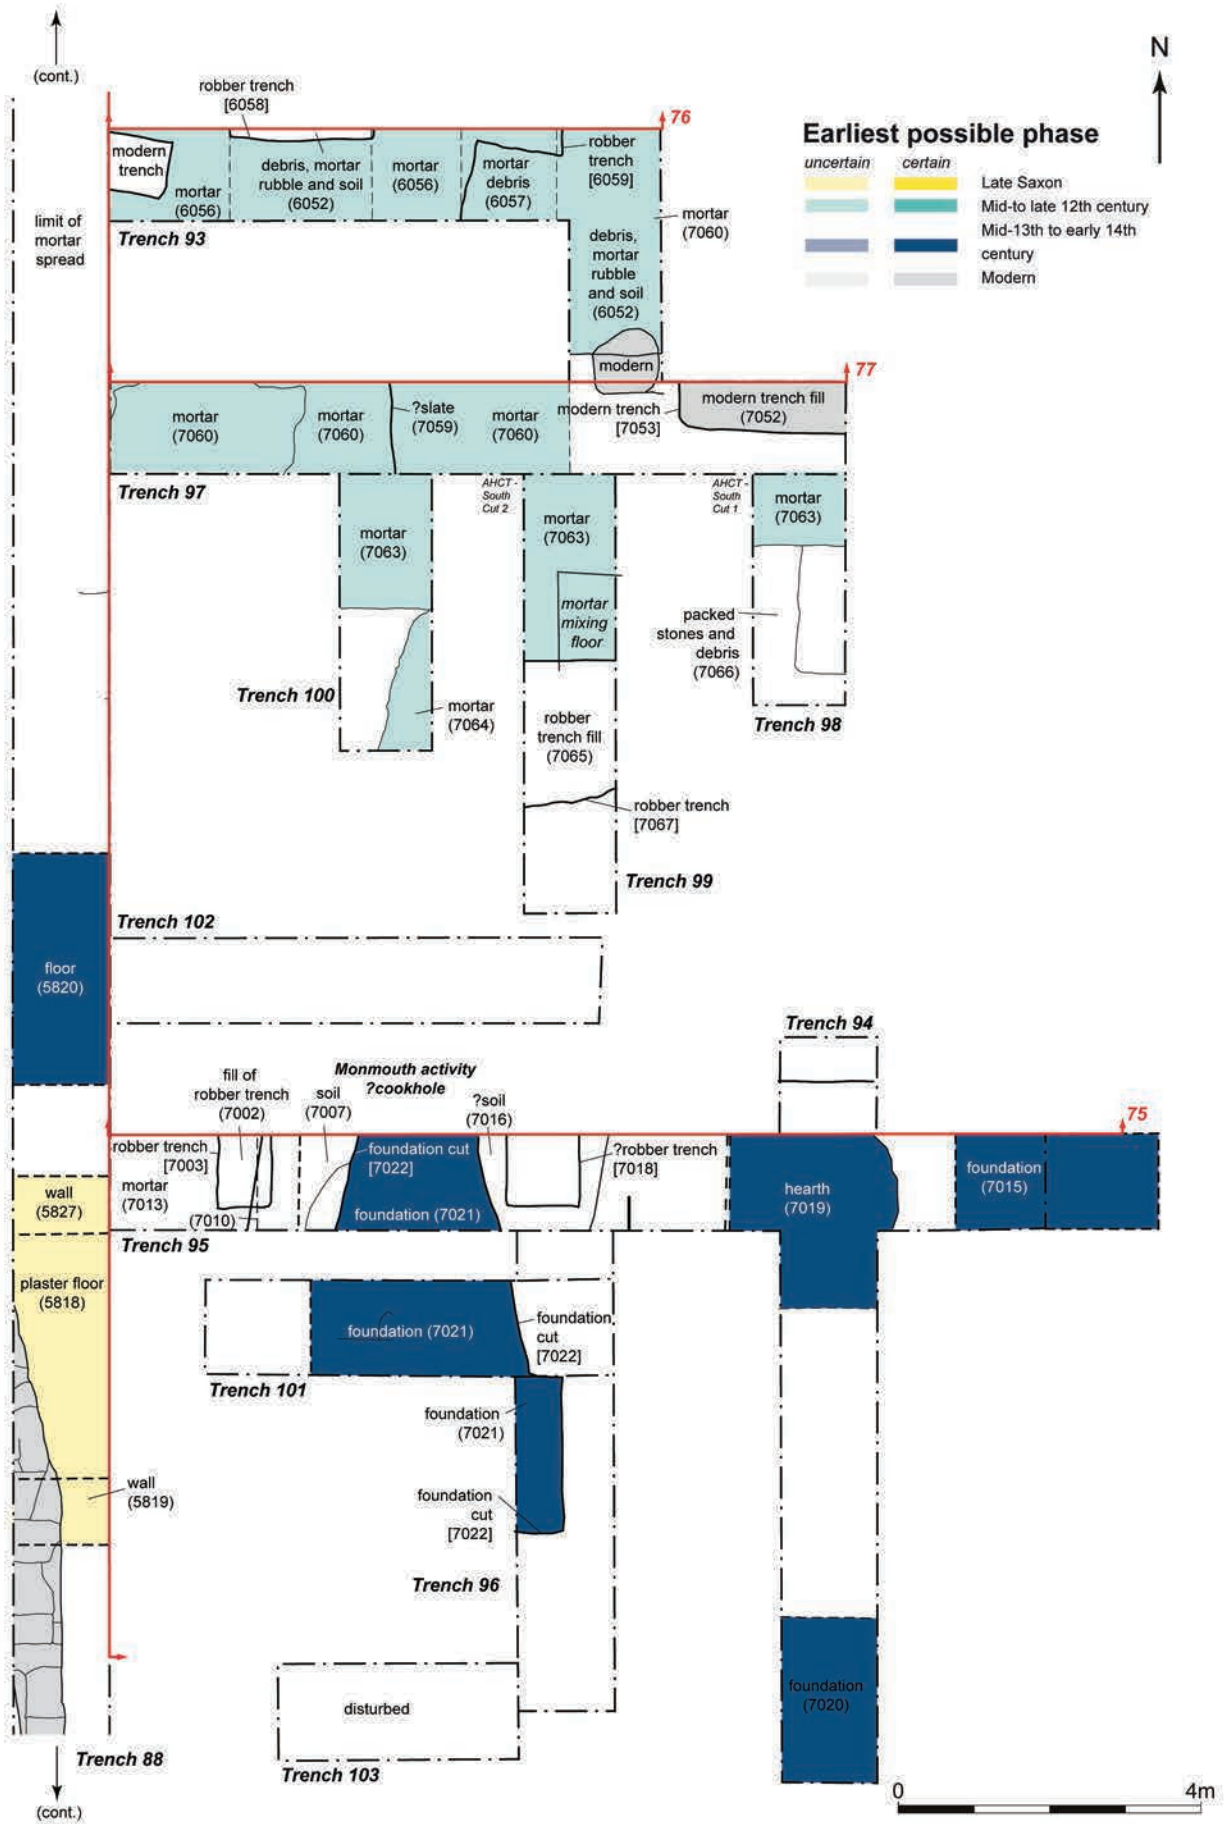 (cont.)
N
robber trench
[6058]
76
Earliest possible phase
uncertain
certain
Late Saxon
Mid-to late 12th century
Mid-13th to early 14th
century
Modern
modern
trench
mortar
(6056)
debris, mortar
rubble and soil
(6052)
mortar
(6056)
mortar
debris
(6057)
robber
trench
[6059]
mortar
(7060)
limit of
mortar
spread
Trench 93
debris,
mortar
rubble
and soil
(6052)
modern
77
mortar
(7060)
mortar
(7060)
?slate
(7059)
mortar
(7060)
modern trench
[7053]
modern trench fill
(7052)
Trench 97
AHCT -
South
Cut 2
AHCT -
South
Cut 1
mortar
(7063)
mortar
(7063)
mortar
(7063)
mortar
mixing
floor
packed
stones and
debris
(7066)
Trench 100
mortar
(7064)
robber
trench fill
(7065)
Trench 98
robber trench
[7067]
Trench 99
Trench 102
floor
(5820)
Trench 94
fill of
robber trench
(7002)
soil
(7007)
Monmouth activity
?cookhole
?soil
(7016)
75
robber trench
[7003]
mortar
(7013)
(7010)
foundation cut
[7022]
foundation (7021)
?robber trench
[7018]
hearth
(7019)
foundation
(7015)
wall
(5827)
Trench 95
plaster floor
(5818)
foundation (7021)
foundation
cut
[7022]
Trench 101
foundation
(7021)
wall
(5819)
foundation
cut
[7022]
Trench 96
foundation
(7020)
disturbed
Trench 88
Trench 103
0
4m
(cont.)